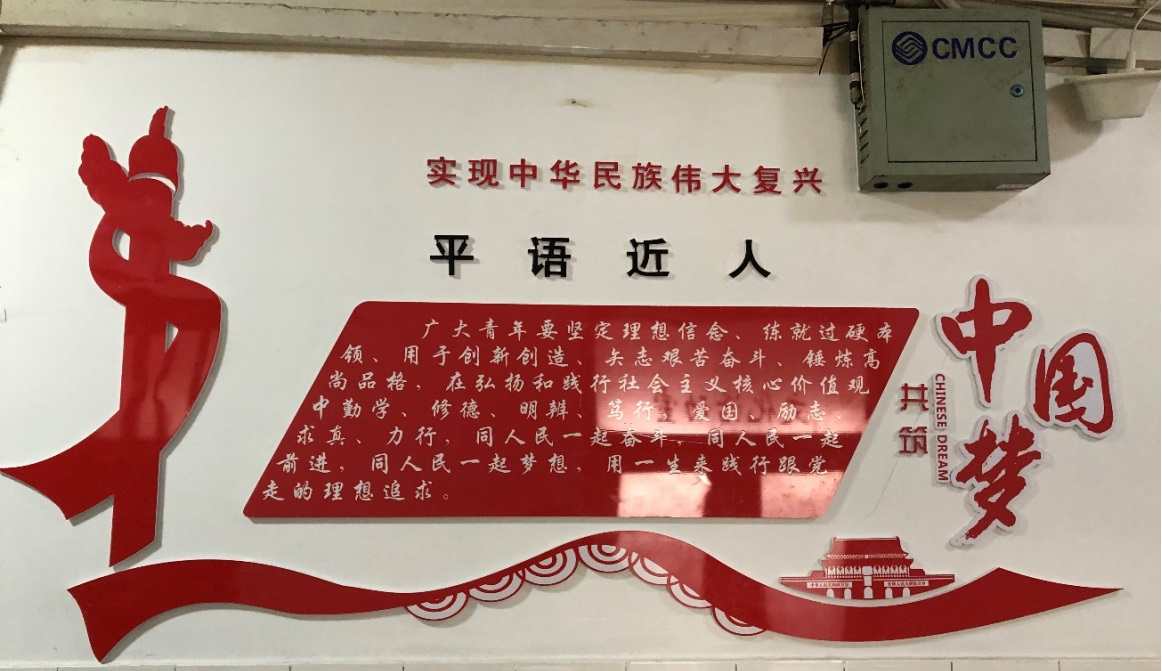 CMCC
实现中华民族伟大复兴
平语近人
广大青年要坚定理想信念、练就过硬本
领、用于创新创造、矢志艰苦奋斗、锤炼高
尚品格，在弘扬和践行社会主义核心价值观
中勤学、修德、明辨、笃行，爱国、励志、
求真、力行，同人民一起奋斗，同人民一起
前进，同人民一起梦想，用一生来践行跟党
走的理想追求。
中国梦
共筑
CHINESE DREAM